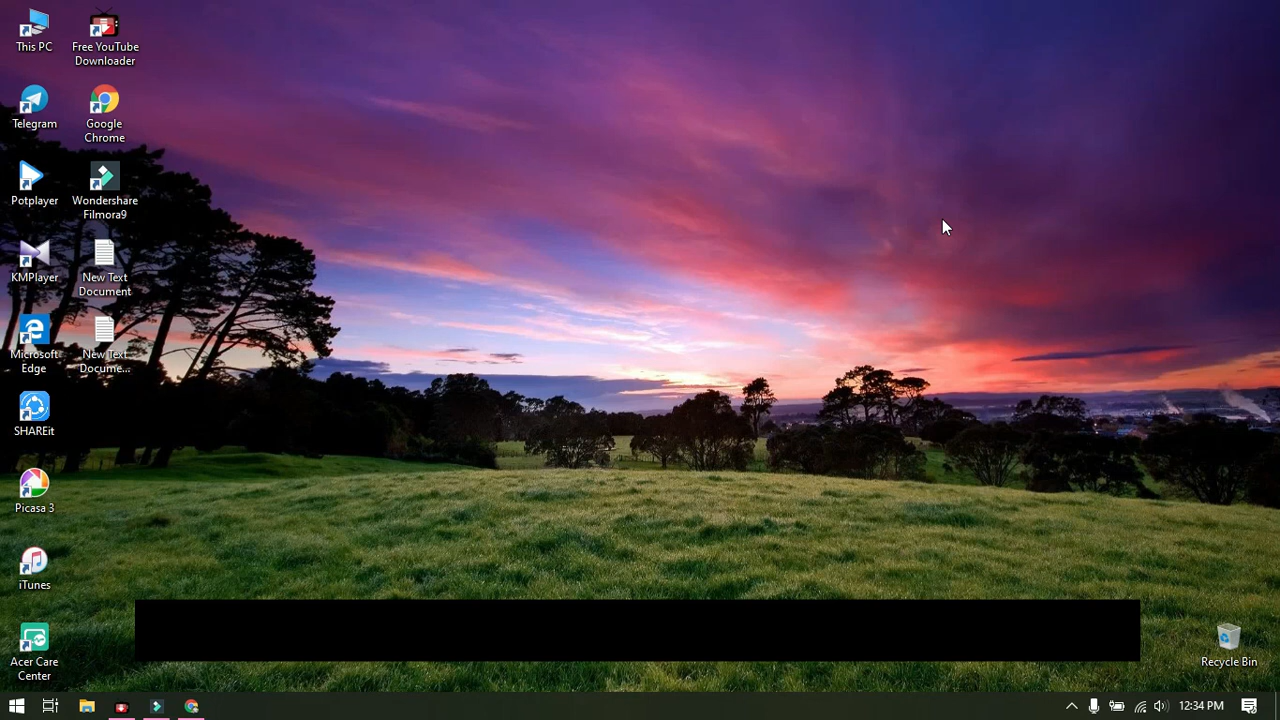 This PC
Free YouTube
Downloader
Telegram
Google
Chrome
Potplayer
Wondershare
Filmora9
KMPlayer
New Text
Document
Microsoft
Edge
New Text
Docume...
SHAREit
Picasa 3
iTunes
Acer Care
Center
Recycle Bin
12:34 PM